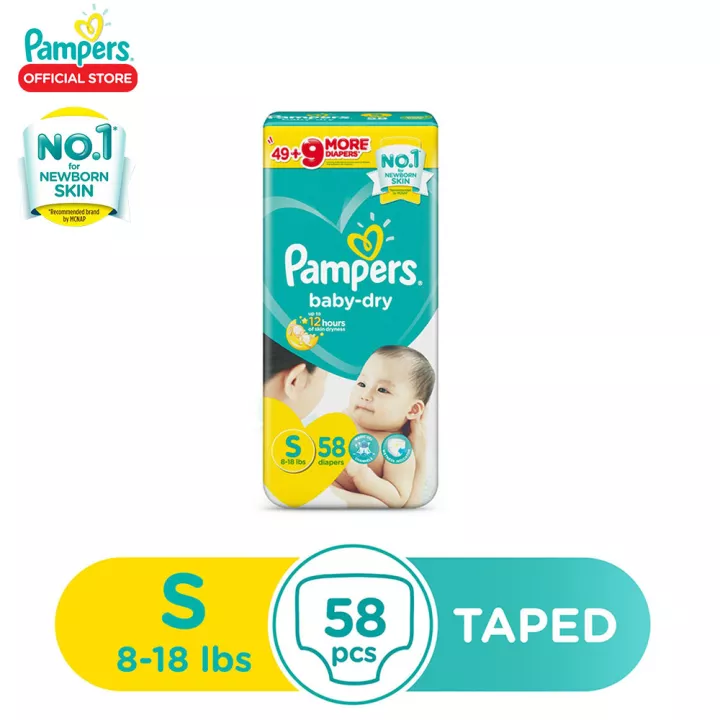 Pampers
OFFICIAL STORE
NO.1*
for
NEWBORN
SKIN
*Recommended brand
by MCNAP
58
49+9 MORE
DIAPERS*
NO.1*
for
NEWBORN
SKIN
Pampers
baby-dry
up to
12 hours
of skin dryness
S
8-18 lbs
58
diapers
S
8-18 lbs
58
pcs
TAPED